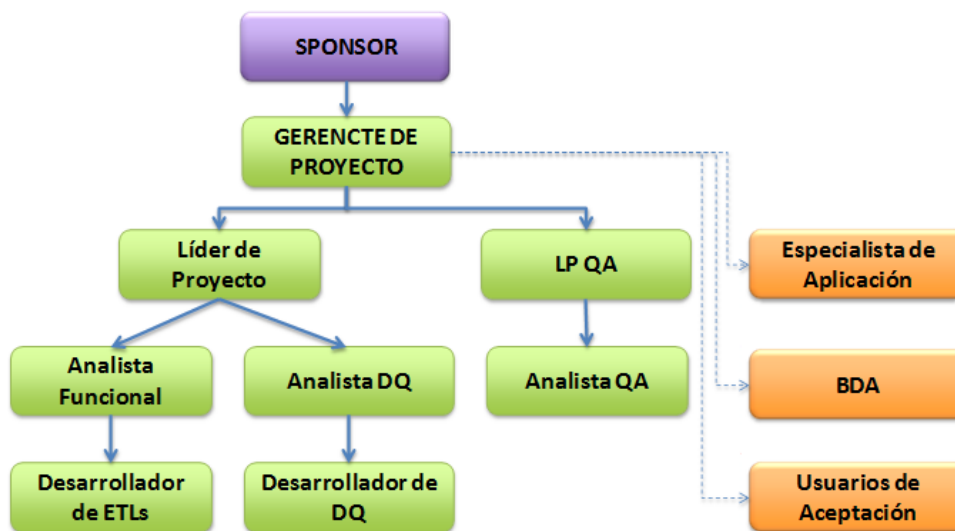 SPONSOR
GERENCTE DE
PROYECTO
Líder de
Proyecto
LP QA
Especialista de
Aplicación
Analista
Funcional
Analista DQ
Analista QA
BDA
Desarrollador
de ETLs
Desarrollador de
DQ
Usuarios de
Aceptación